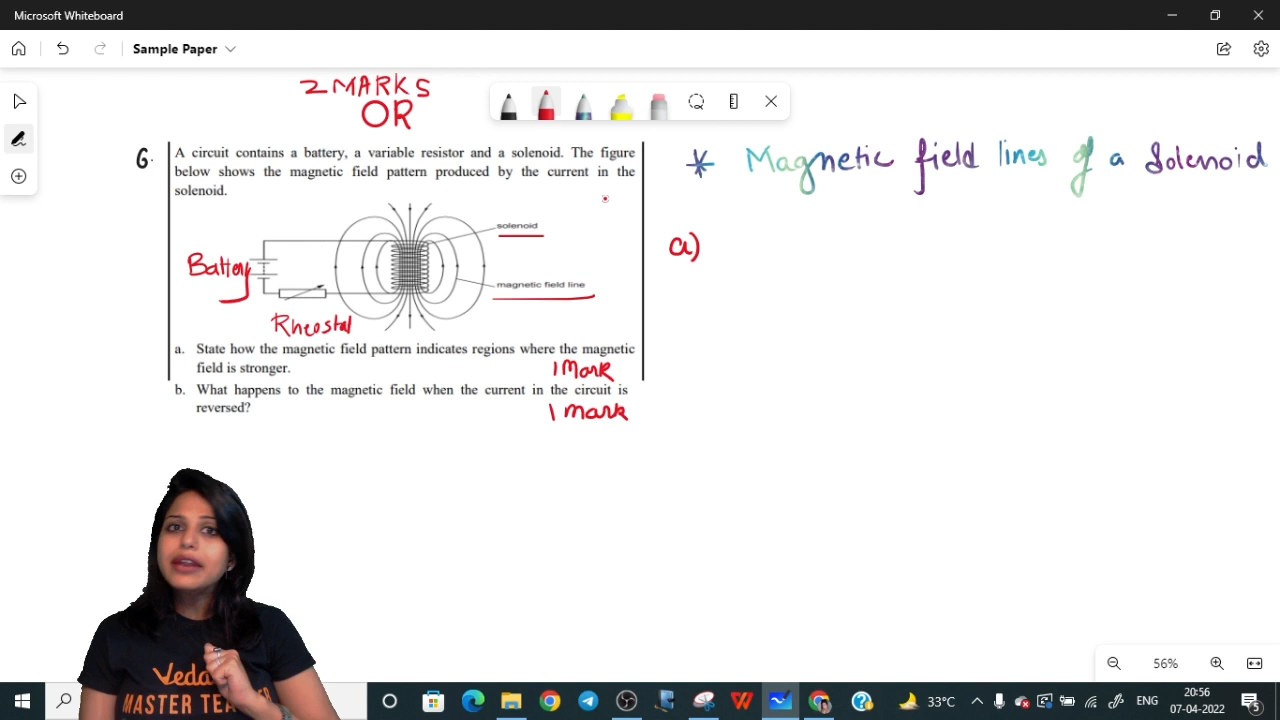 Microsoft Whiteboard
Sample Paper
2 MARKS
OR
6.
A circuit contains a battery, a variable resistor and a solenoid. The figure
below shows the magnetic field pattern produced by the current in the
solenoid.
* Magnetic field lines of a Solenoid
solenoid
a)
Battery
magnetic field line
Rheostat
a. State how the magnetic field pattern indicates regions where the magnetic
field is stronger.
1 Mark
b. What happens to the magnetic field when the current in the circuit is
reversed?
1 mark
MASTER TEA
56%
33°C
ENG
20:56
07-04-2022
5